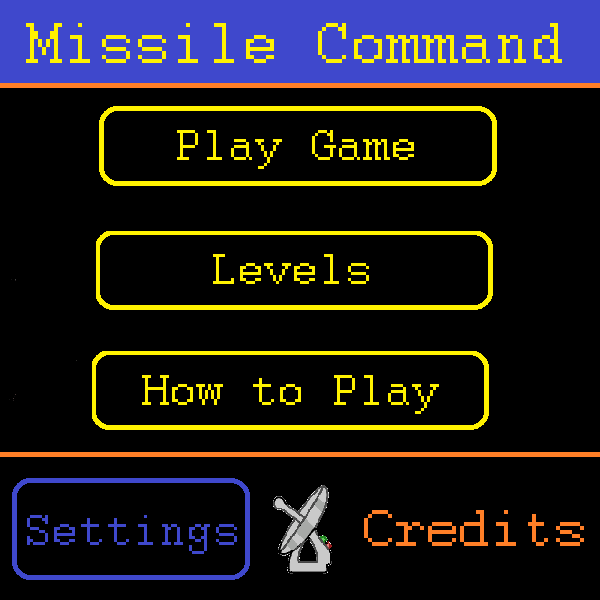 Missile Command
Play Game
Levels
How to Play
Settings
Credits